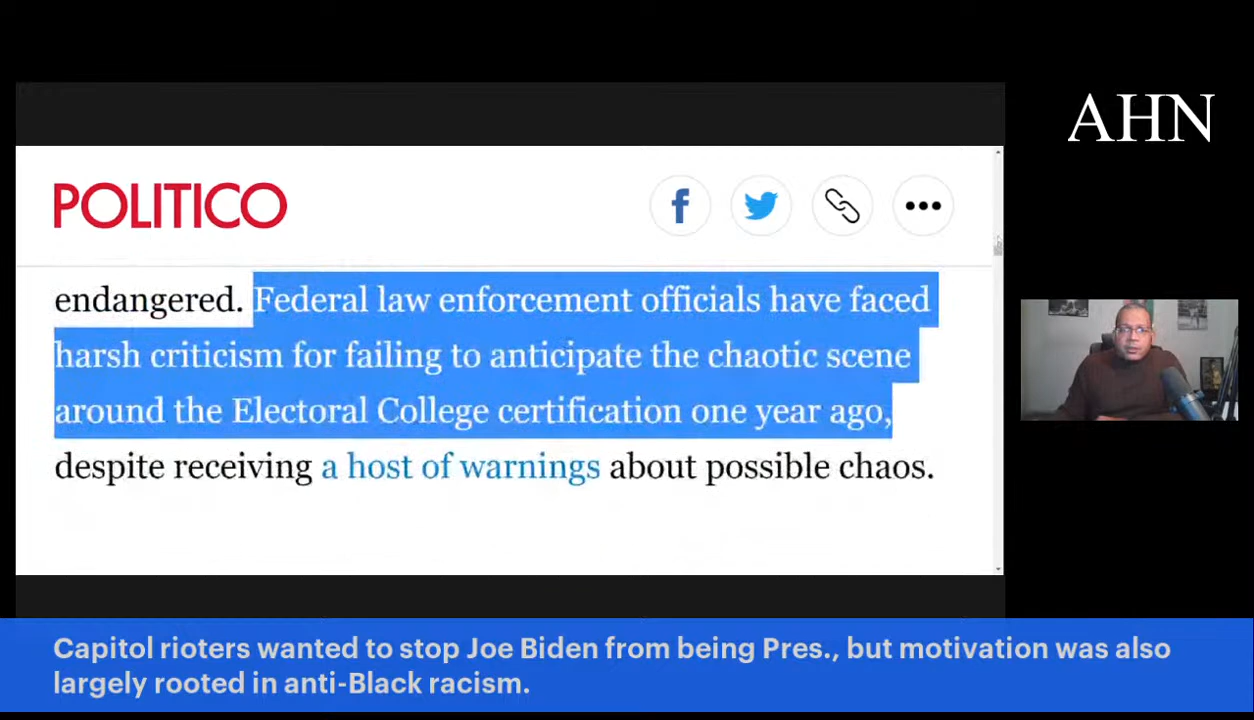 AHN
POLITICO
endangered. Federal law enforcement officials have faced
harsh criticism for failing to anticipate the chaotic scene
around the Electoral College certification one year ago,
despite receiving a host of warnings about possible chaos.
Capitol rioters wanted to stop Joe Biden from being Pres., but motivation was also
largely rooted in anti-Black racism.